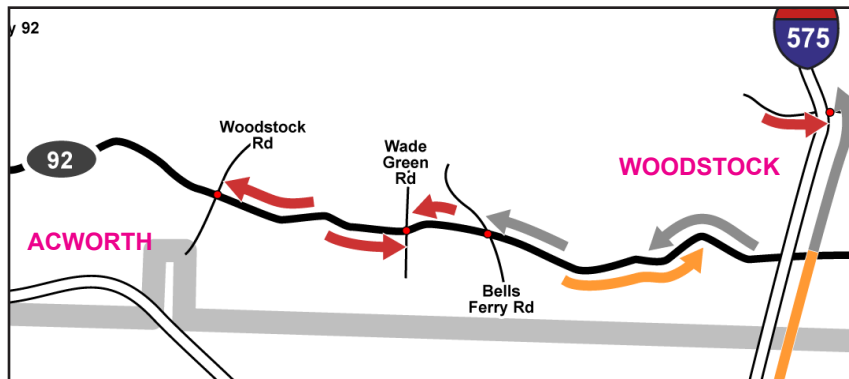 y 92
575
Woodstock
Rd
Wade
Green
Rd
92
WOODSTOCK
ACWORTH
Bells
Ferry Rd